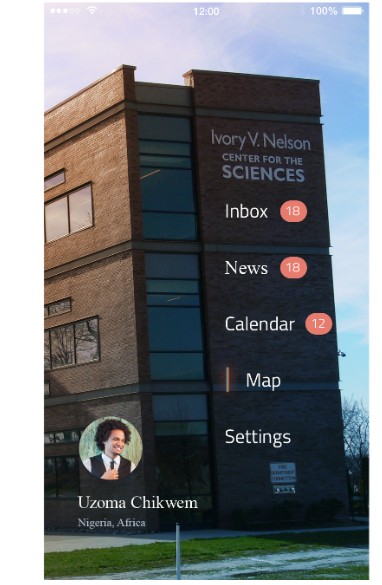 12:00
100%
Ivory V. Nelson
CENTER FOR THE
SCIENCES
Inbox 18
News 18
Calendar 12
Map
Settings
Uzoma Chikwem
Nigeria, Africa